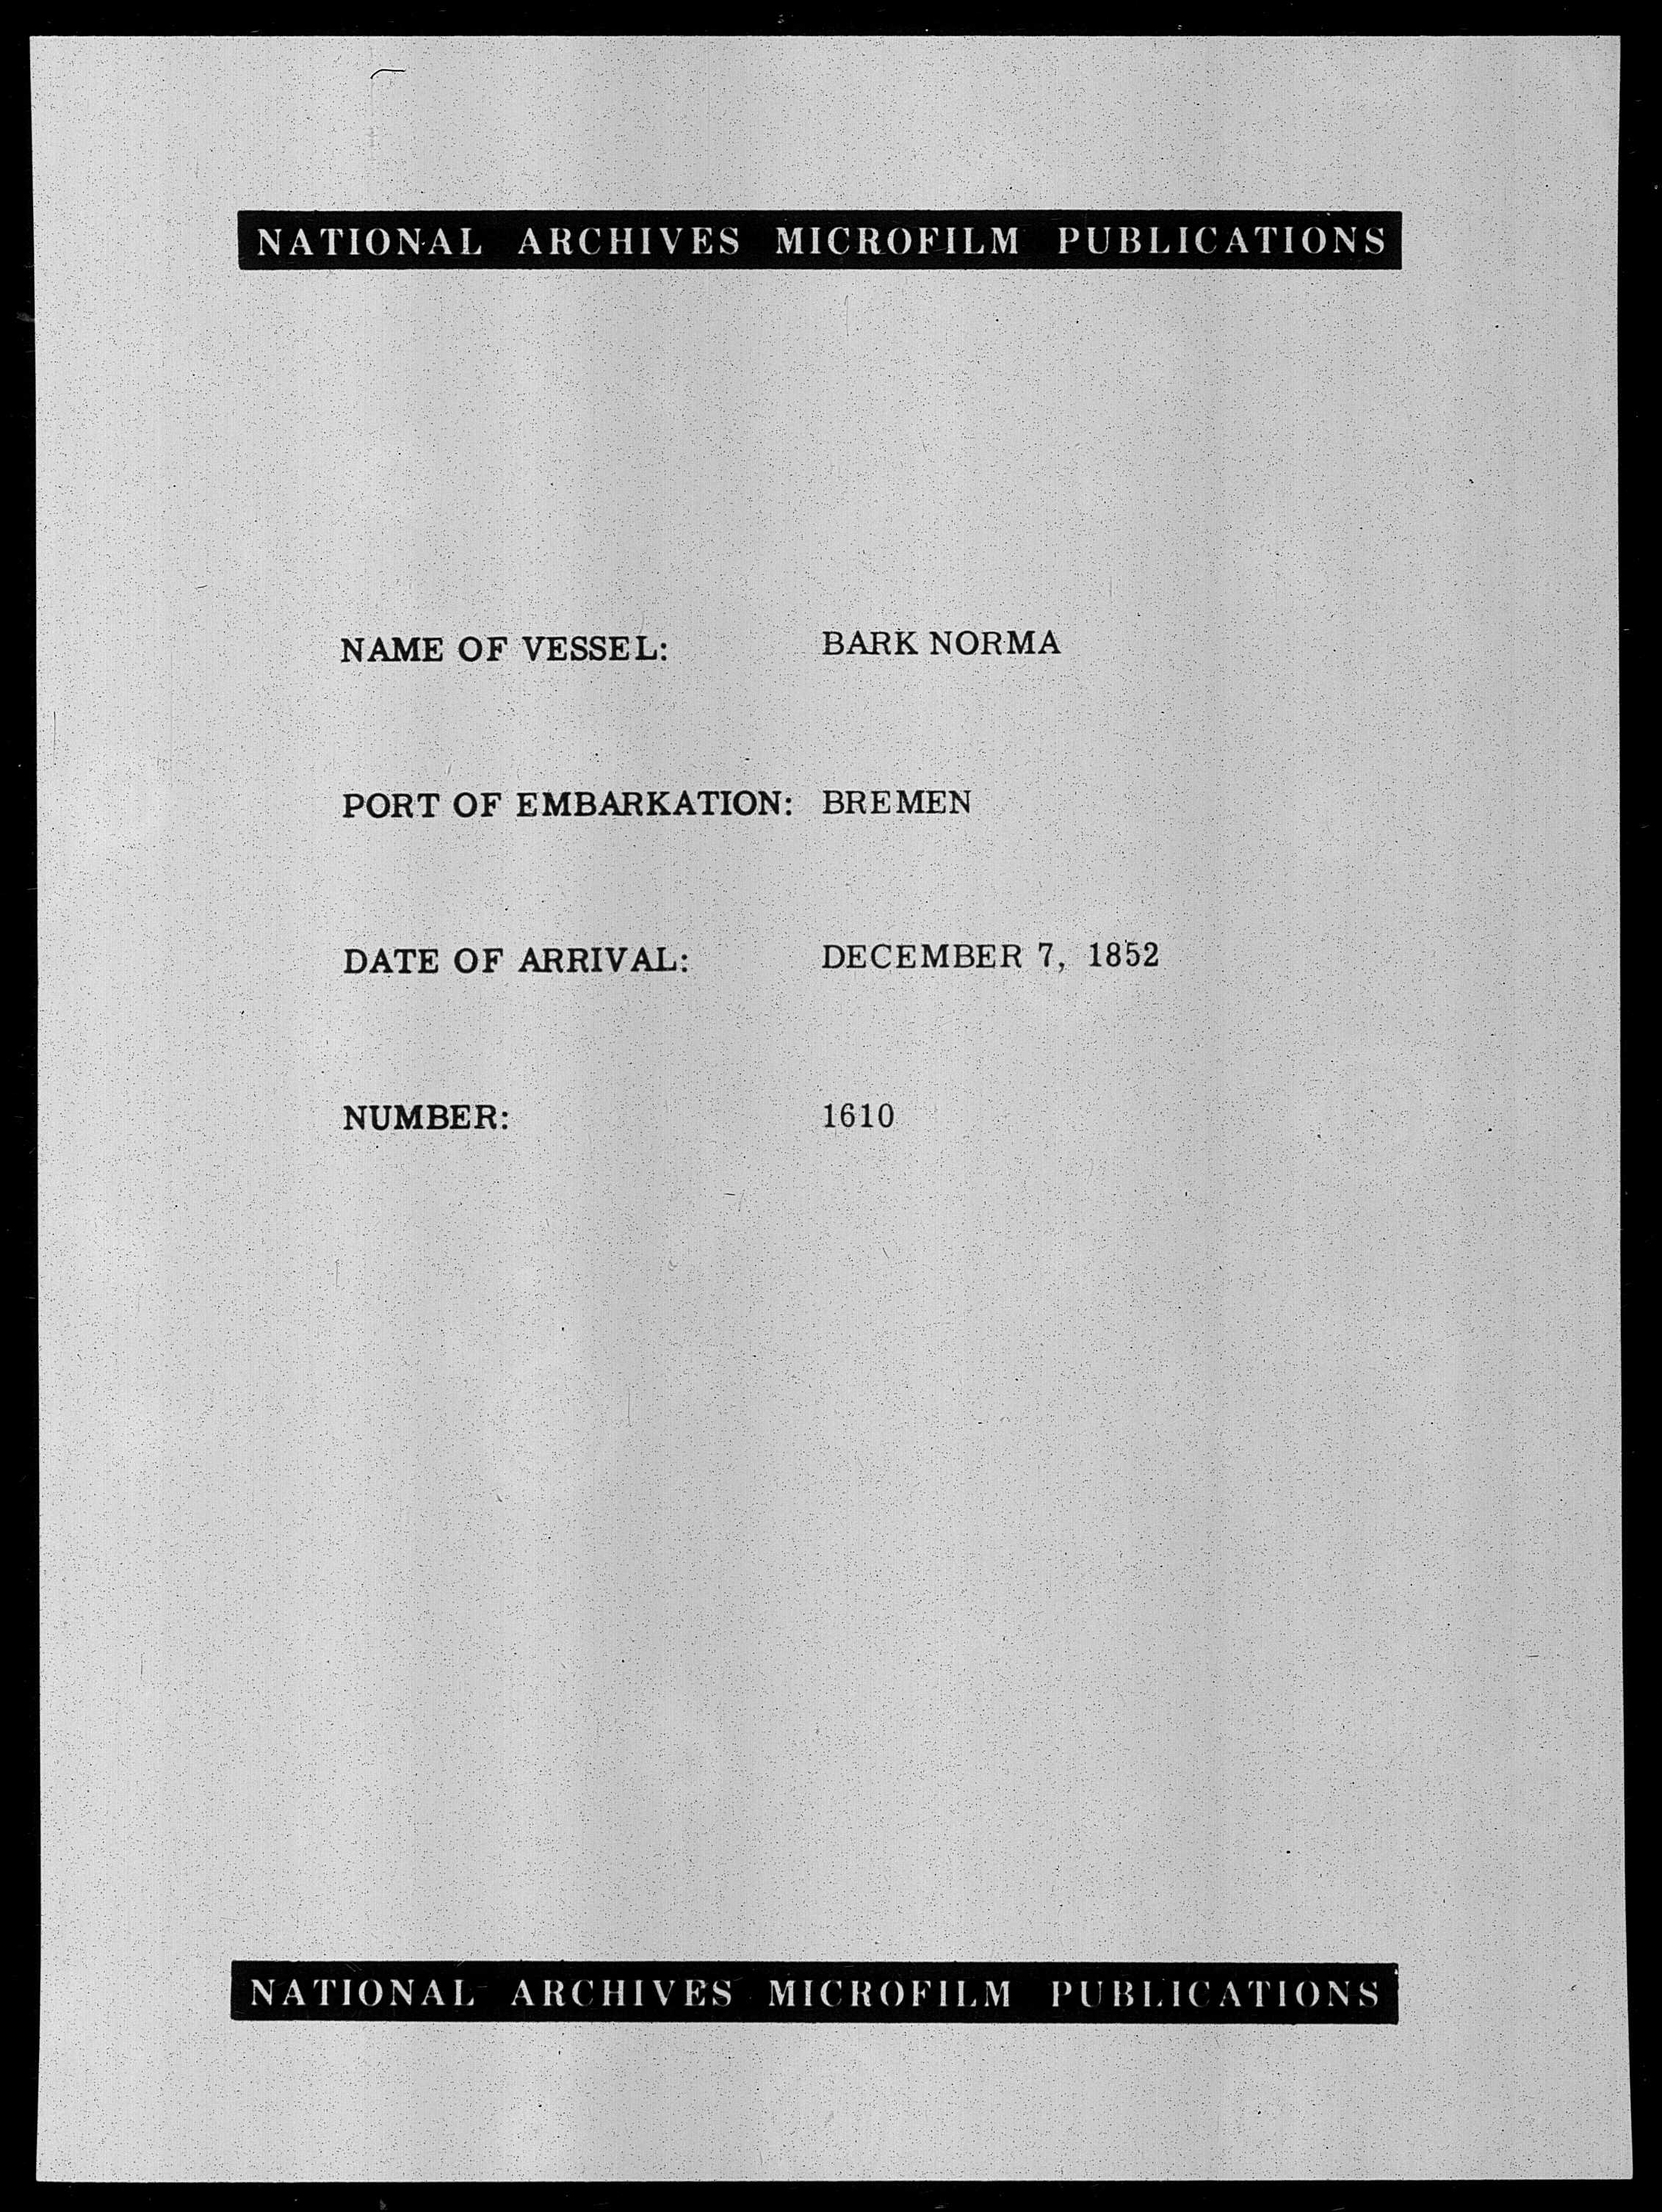 NATIONAL ARCHIVES MICROFILM PUBLICATIONS
NAME OF VESSEL: BARK NORMA
PORT OF EMBARKATION: BREMEN
DATE OF ARRIVAL: DECEMBER 7, 1852
NUMBER: 1610
NATIONAL ARCHIVES MICROFILM PUBLICATIONS